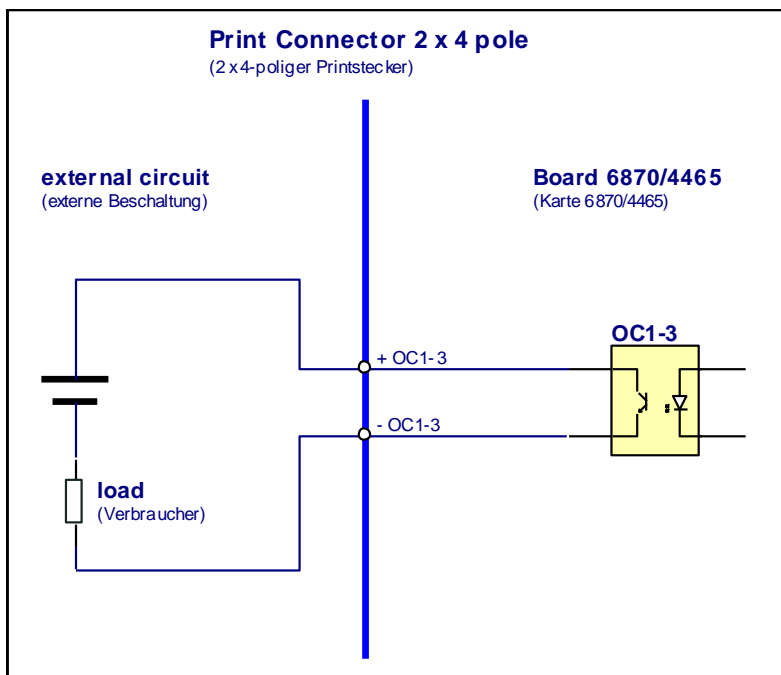 Print Connector 2 x 4 pole
(2 x 4-poliger Printstecker)
external circuit
(externe Beschaltung)
Board 6870/4465
(Karte 6870/4465)
OC1-3
+ OC1-3
- OC1-3
load
(Verbraucher)